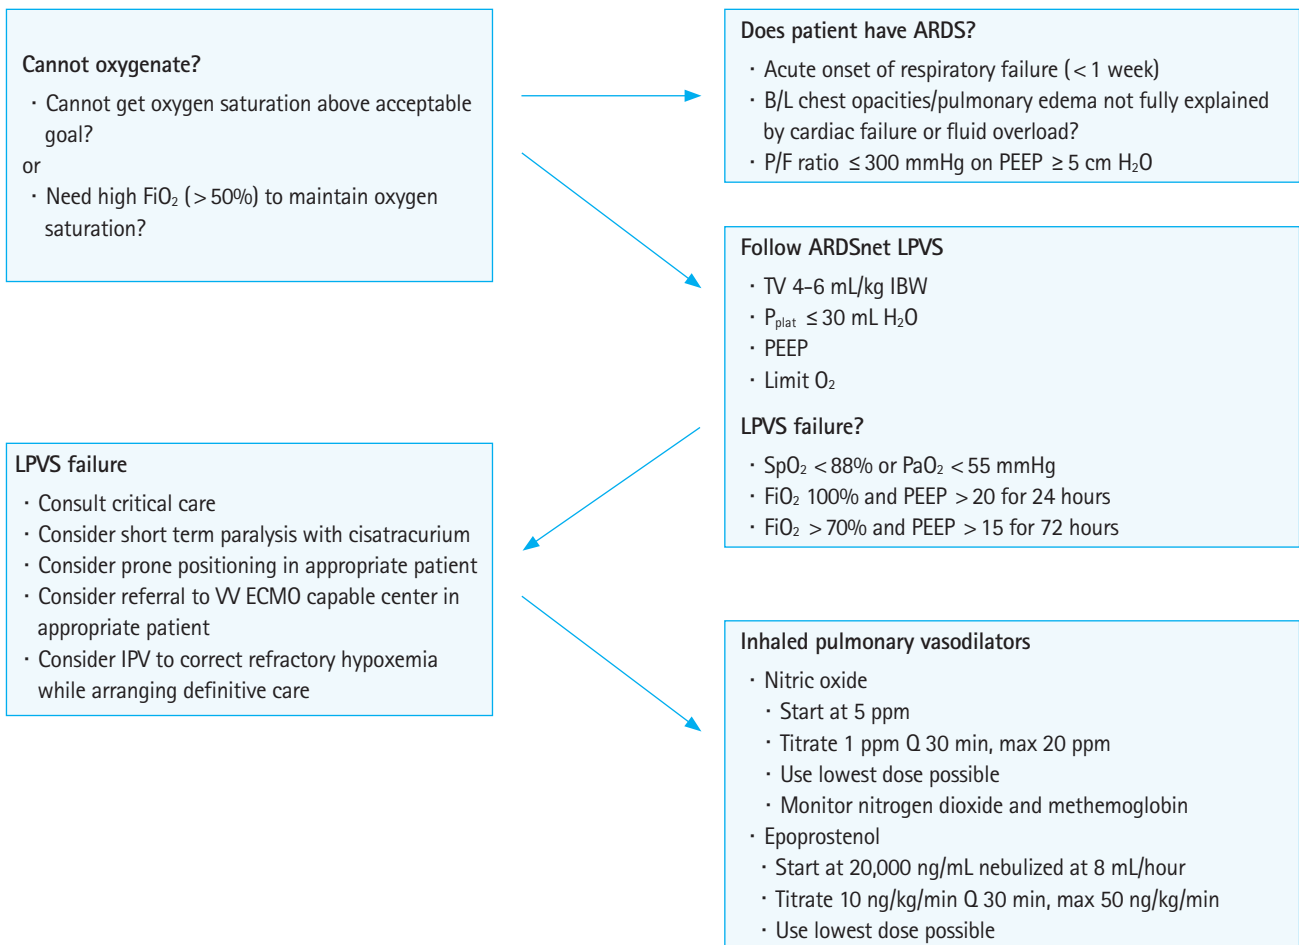 Cannot oxygenate?
· Cannot get oxygen saturation above acceptable
goal?
or
· Need high FiO₂ (> 50%) to maintain oxygen
saturation?
Does patient have ARDS?
· Acute onset of respiratory failure (< 1 week)
· B/L chest opacities/pulmonary edema not fully explained
by cardiac failure or fluid overload?
· P/F ratio ≤ 300 mmHg on PEEP ≥ 5 cm H₂O
Follow ARDSnet LPVS
· TV 4–6 mL/kg IBW
· Pplat ≤ 30 mL H₂O
· PEEP
· Limit O₂
LPVS failure?
· SpO₂ < 88% or PaO₂ < 55 mmHg
· FiO₂ 100% and PEEP > 20 for 24 hours
· FiO₂ > 70% and PEEP > 15 for 72 hours
LPVS failure
· Consult critical care
· Consider short term paralysis with cisatracurium
· Consider prone positioning in appropriate patient
· Consider referral to VV ECMO capable center in
appropriate patient
· Consider IPV to correct refractory hypoxemia
while arranging definitive care
Inhaled pulmonary vasodilators
· Nitric oxide
· Start at 5 ppm
· Titrate 1 ppm Q 30 min, max 20 ppm
· Use lowest dose possible
· Monitor nitrogen dioxide and methemoglobin
· Epoprostenol
· Start at 20,000 ng/mL nebulized at 8 mL/hour
· Titrate 10 ng/kg/min Q 30 min, max 50 ng/kg/min
· Use lowest dose possible